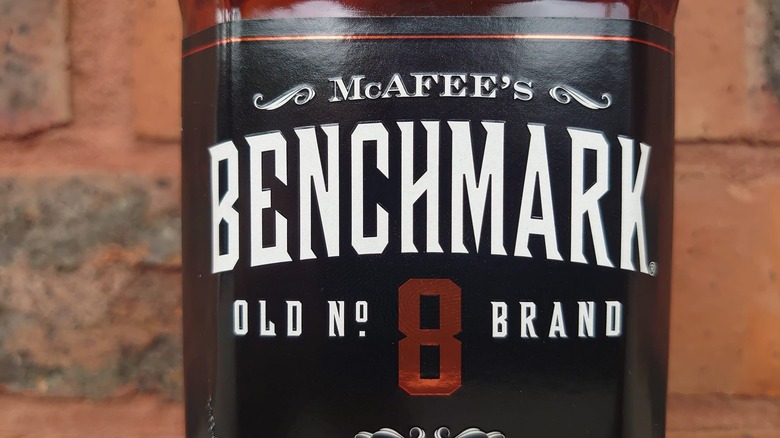 McAFEE'S
BENCHMARK®
OLD Nº 8 BRAND